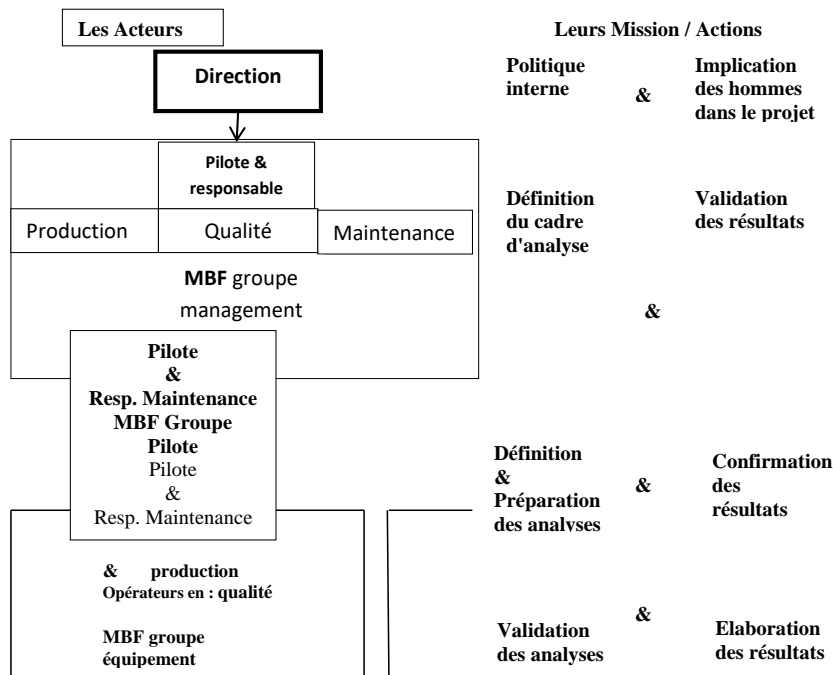 Les Acteurs
Leurs Mission / Actions
Direction
Politique
interne
&
Implication
des hommes
dans le projet
Pilote &
responsable
Production
Qualité
Maintenance
Définition
du cadre
d'analyse
Validation
des résultats
MBF groupe
management
&
Pilote
&
Resp. Maintenance
MBF Groupe
Pilote
Pilote
&
Resp. Maintenance
Définition
&
Préparation
des analyses
&
Confirmation
des
résultats
& production
Opérateurs en : qualité
MBF groupe
équipement
Validation
des analyses
&
Elaboration
des résultats